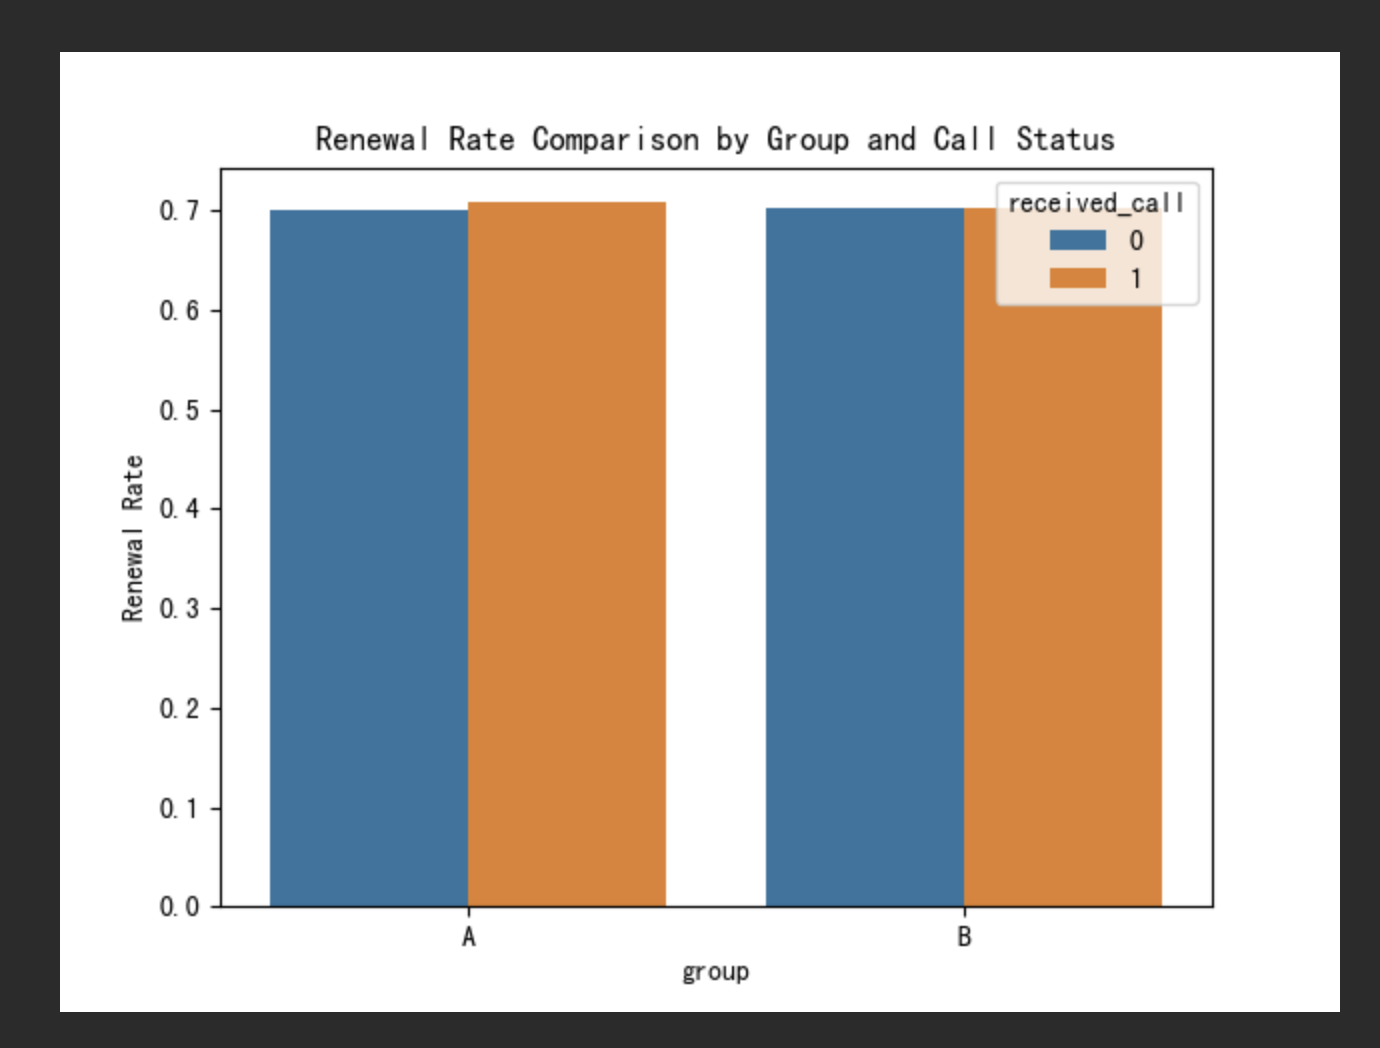 Renewal Rate Comparison by Group and Call Status
received_call
0
1
0.7
0.6
0.5
0.4
0.3
0.2
0.1
0.0
Renewal Rate
A
B
group